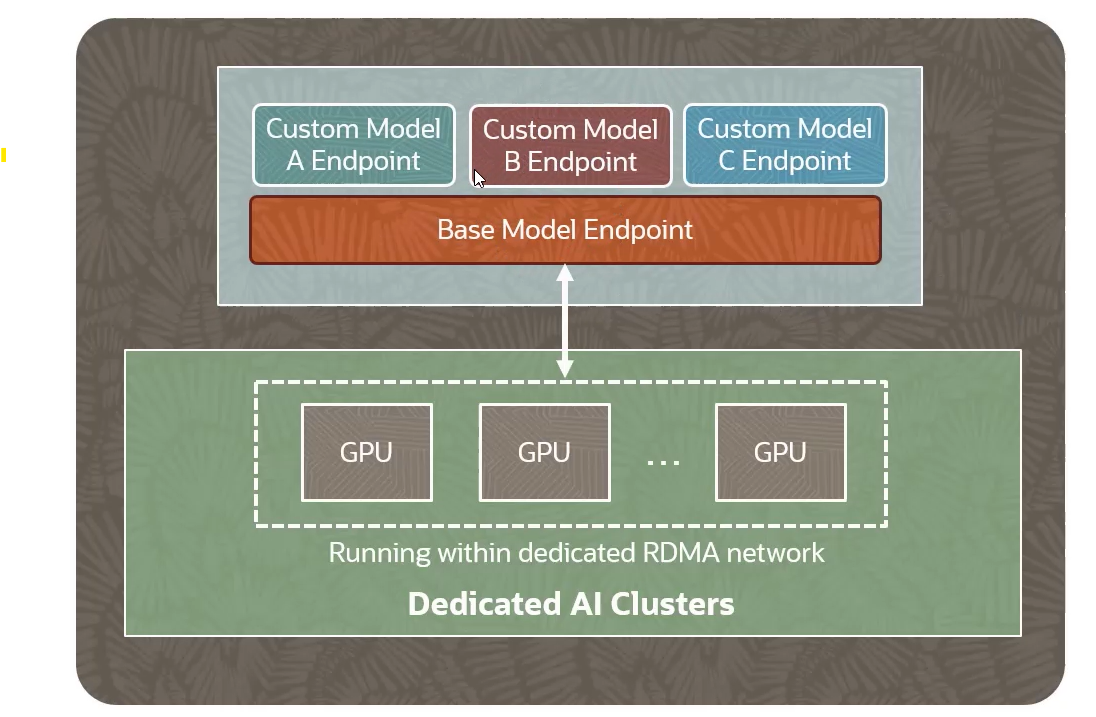 Custom Model
A Endpoint
Custom Model
B Endpoint
Custom Model
C Endpoint
Base Model Endpoint
GPU
GPU
...
GPU
Running within dedicated RDMA network
Dedicated AI Clusters